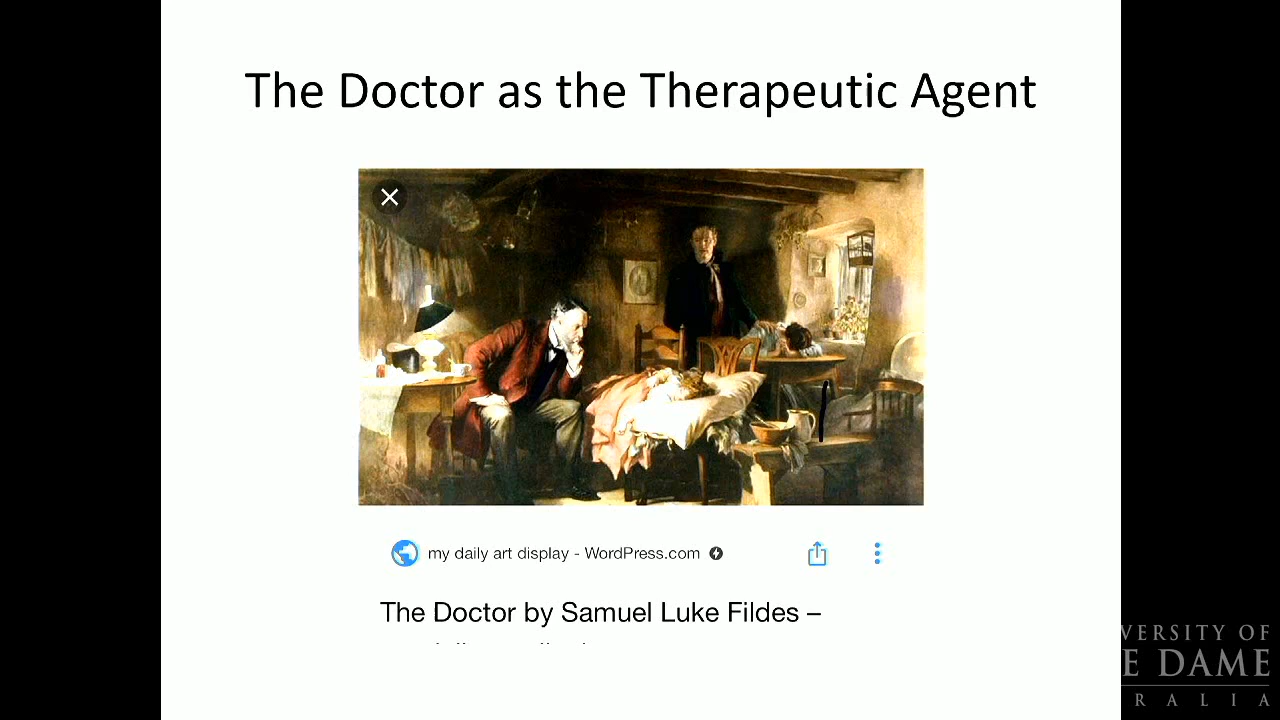 The Doctor as the Therapeutic Agent
my daily art display - WordPress.com
The Doctor by Samuel Luke Fildes –
VERSITY OF
E DAME
R A L I A